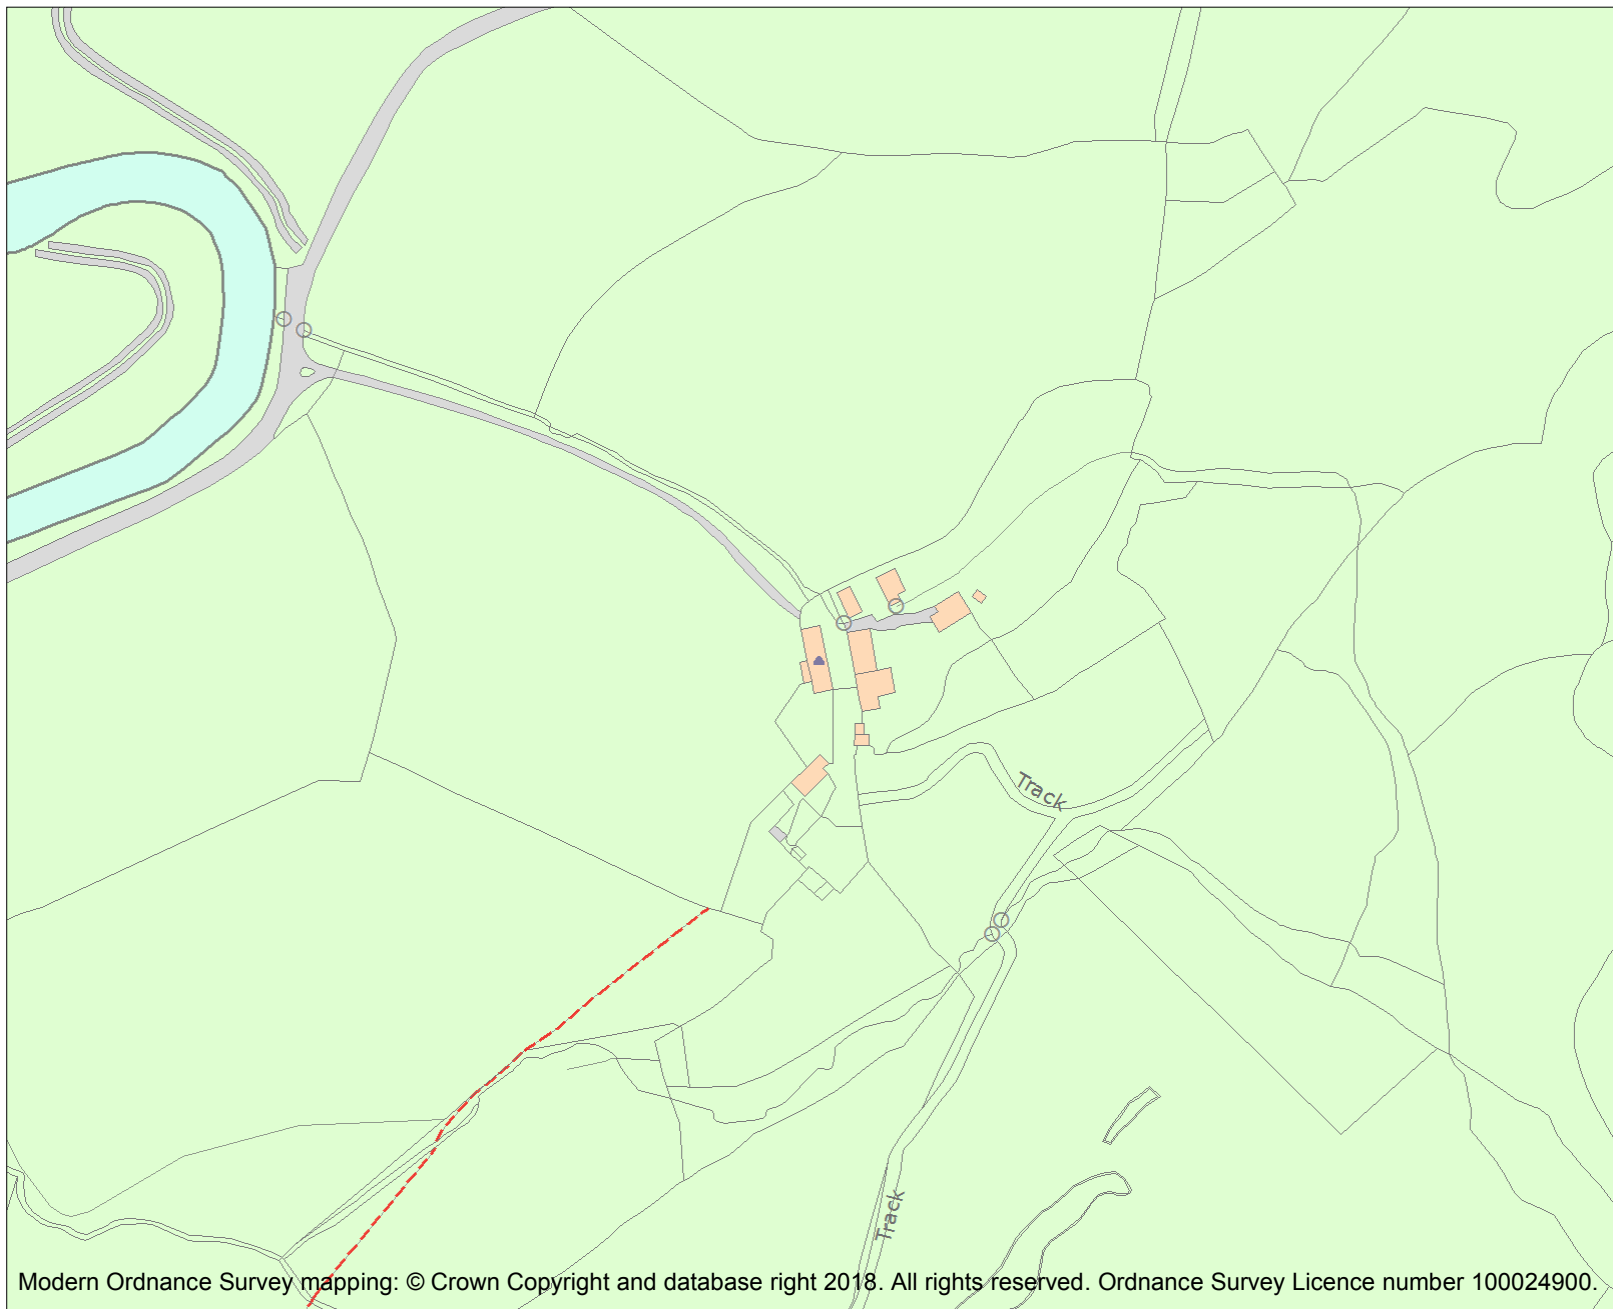 Track
Track
Modern Ordnance Survey mapping: © Crown Copyright and database right 2018. All rights reserved. Ordnance Survey Licence number 100024900.